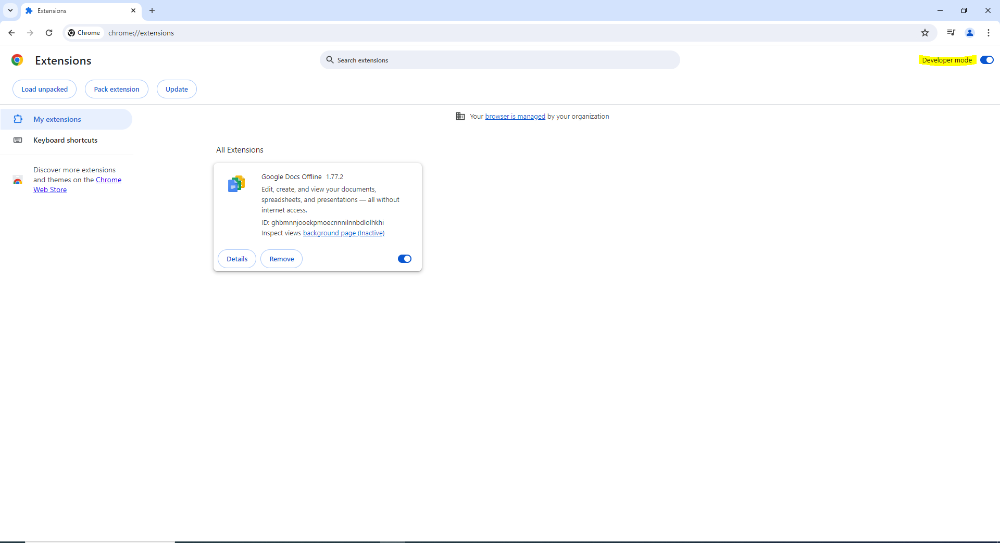 Extensions
Chrome
chrome://extensions
Extensions
Search extensions
Developer mode
Load unpacked
Pack extension
Update
My extensions
Keyboard shortcuts
Discover more extensions
and themes on the Chrome
Web Store
Your browser is managed by your organization
All Extensions
Google Docs Offline 1.77.2
Edit, create, and view your documents,
spreadsheets, and presentations — all without
internet access.
ID: ghbmnnjooekpmoecnnnilnnbdlolhkhi
Inspect views background page (Inactive)
Details
Remove